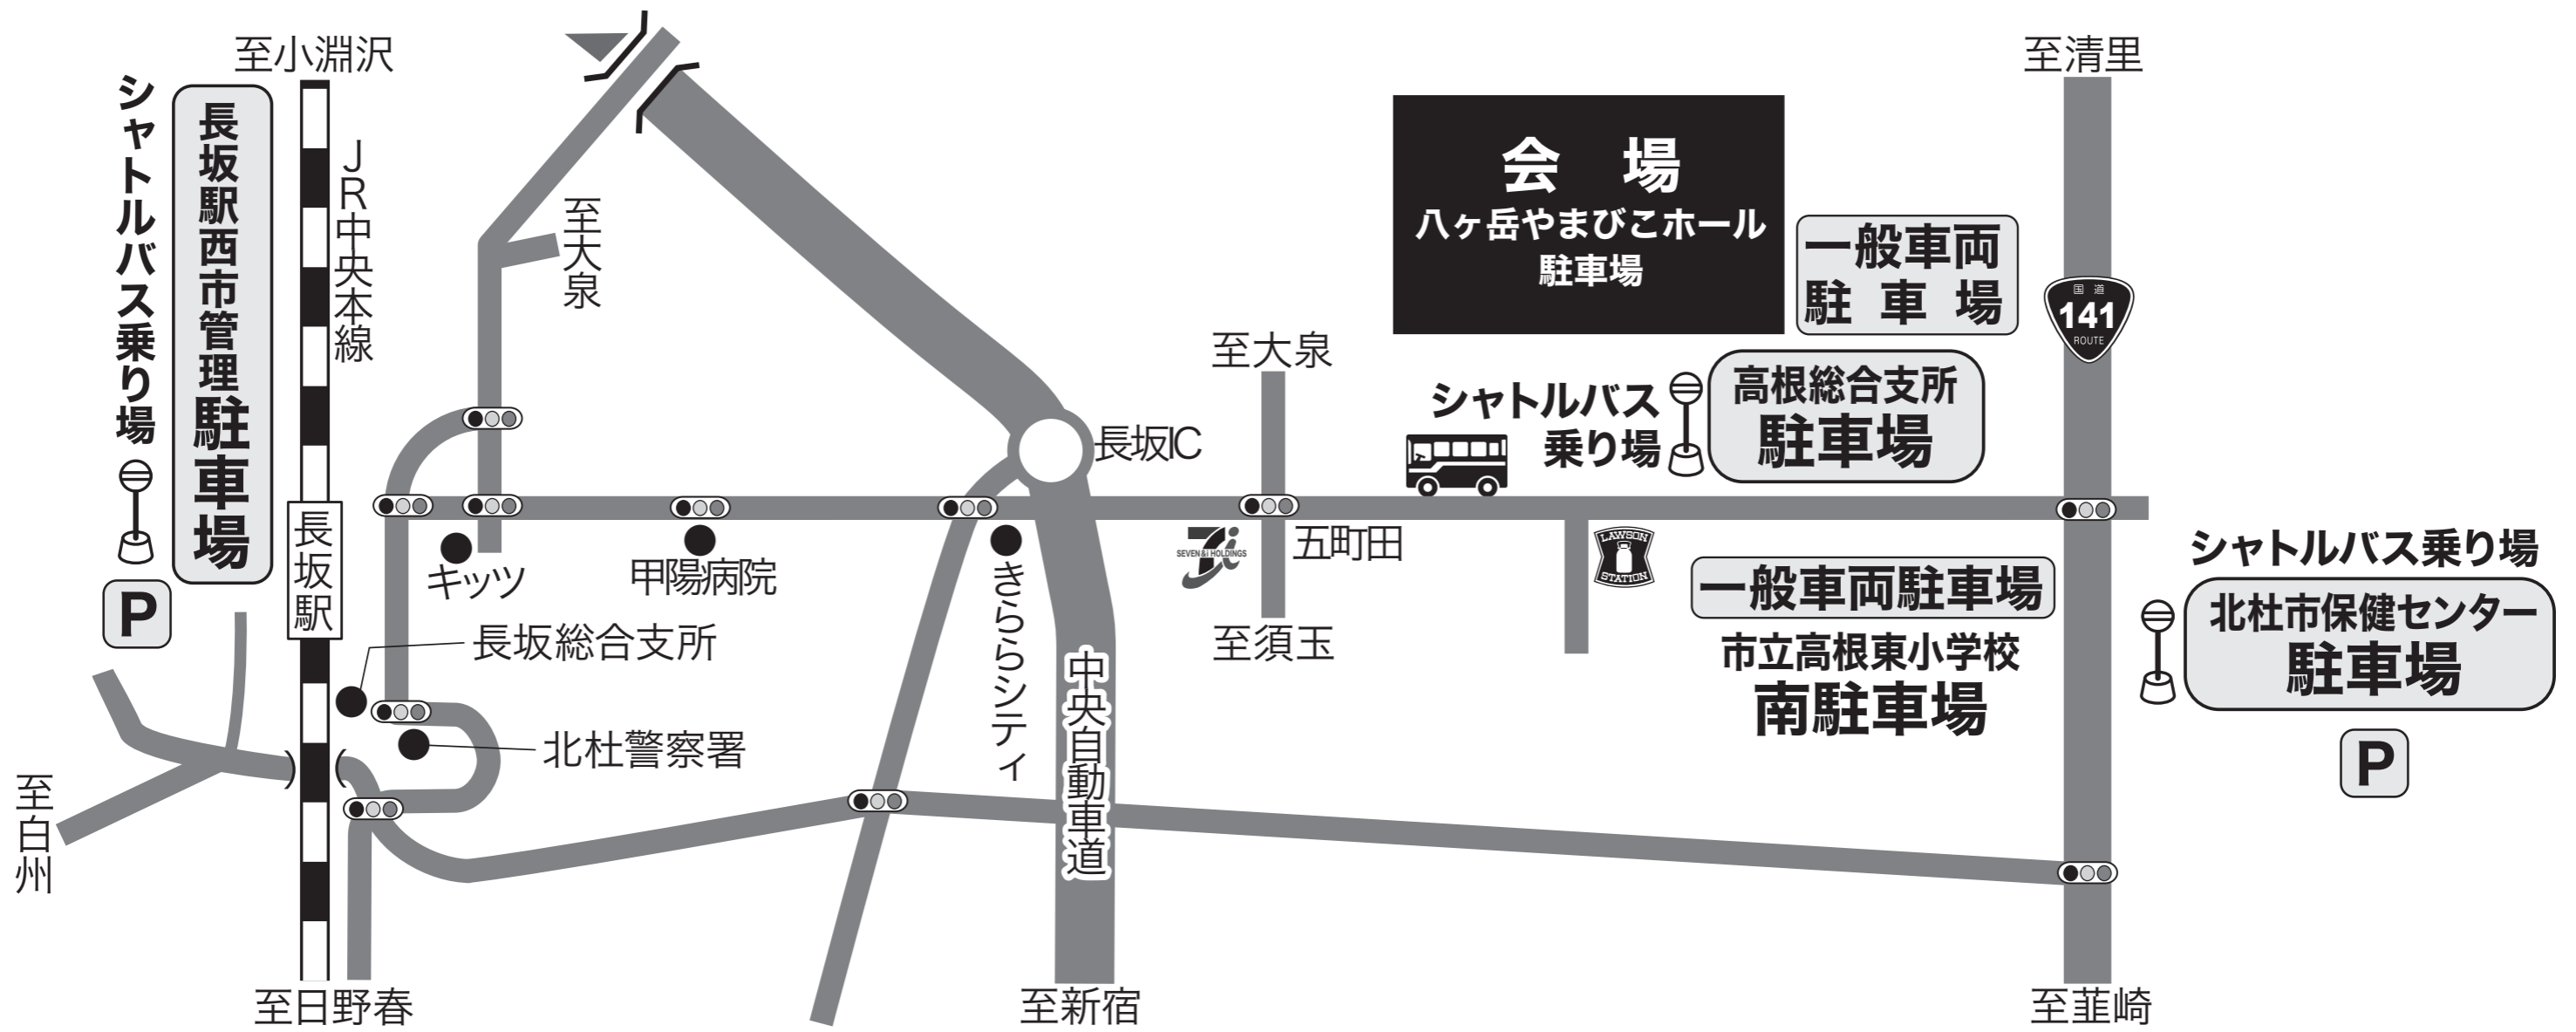 至小淵沢
シャトルバス乗り場
長坂駅西市管理駐車場
JR中央本線
P
長坂駅
至白州
至日野春
至大泉
キッツ
甲陽病院
長坂総合支所
北杜警察署
きららシティ
長坂IC
中央自動車道
至新宿
至大泉
SEVEN&i HOLDINGS
五町田
至須玉
会 場
八ヶ岳やまびこホール
駐車場
一般車両
駐車場
シャトルバス
乗り場
高根総合支所
駐車場
LAWSON
STATION
一般車両駐車場
市立高根東小学校
南駐車場
至清里
国道
141
ROUTE
シャトルバス乗り場
北杜市保健センター
駐車場
P
至韮崎